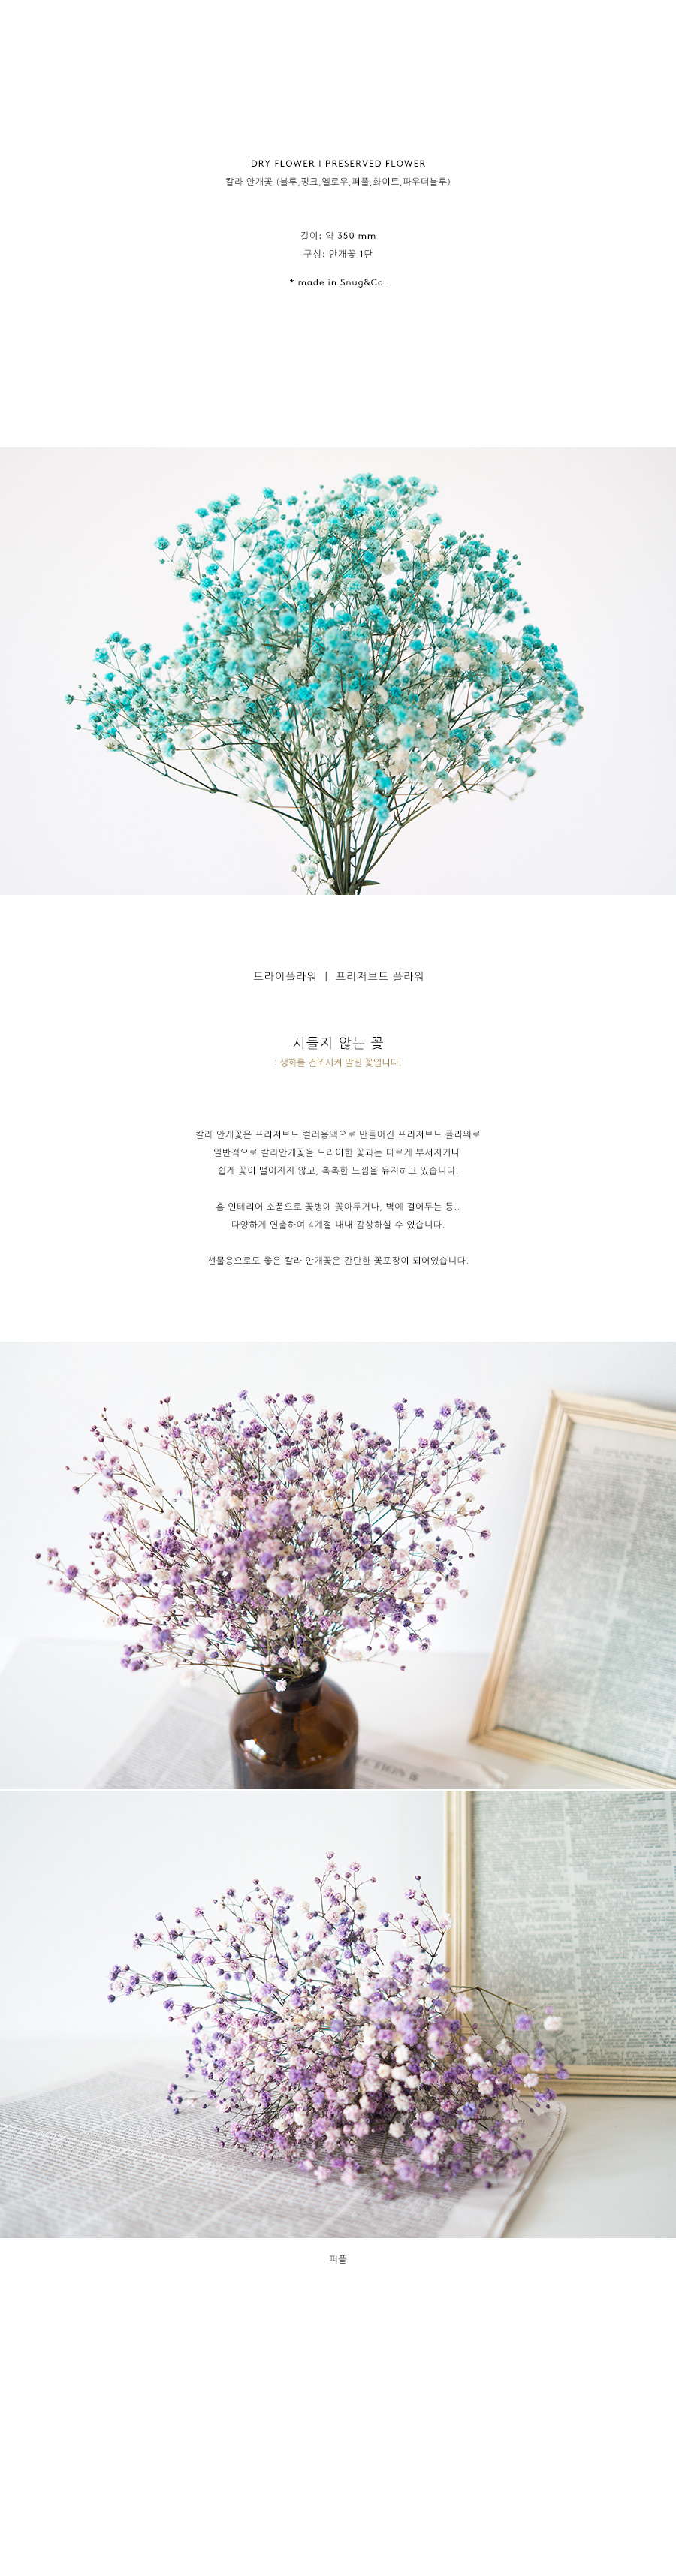 DRY FLOWER I PRESERVED FLOWER
칼라 안개꽃 (블루,핑크,옐로우,퍼플,화이트,파우더블루)
길이: 약 350 mm
구성: 안개꽃 1단
* made in Snug&Co.
드라이플라워 ㅣ 프리저브드 플라워
시들지 않는 꽃
: 생화를 건조시켜 말린 꽃입니다.
칼라 안개꽃은 프리저브드 컬러용액으로 만들어진 프리저브드 플라워로
일반적으로 칼라안개꽃을 드라이한 꽃과는 다르게 부서지거나
쉽게 꽃이 떨어지지 않고, 촉촉한 느낌을 유지하고 있습니다.
홈 인테리어 소품으로 꽃병에 꽂아두거나, 벽에 걸어두는 등..
다양하게 연출하여 4계절 내내 감상하실 수 있습니다.
선물용으로도 좋은 칼라 안개꽃은 간단한 꽃포장이 되어있습니다.
퍼플